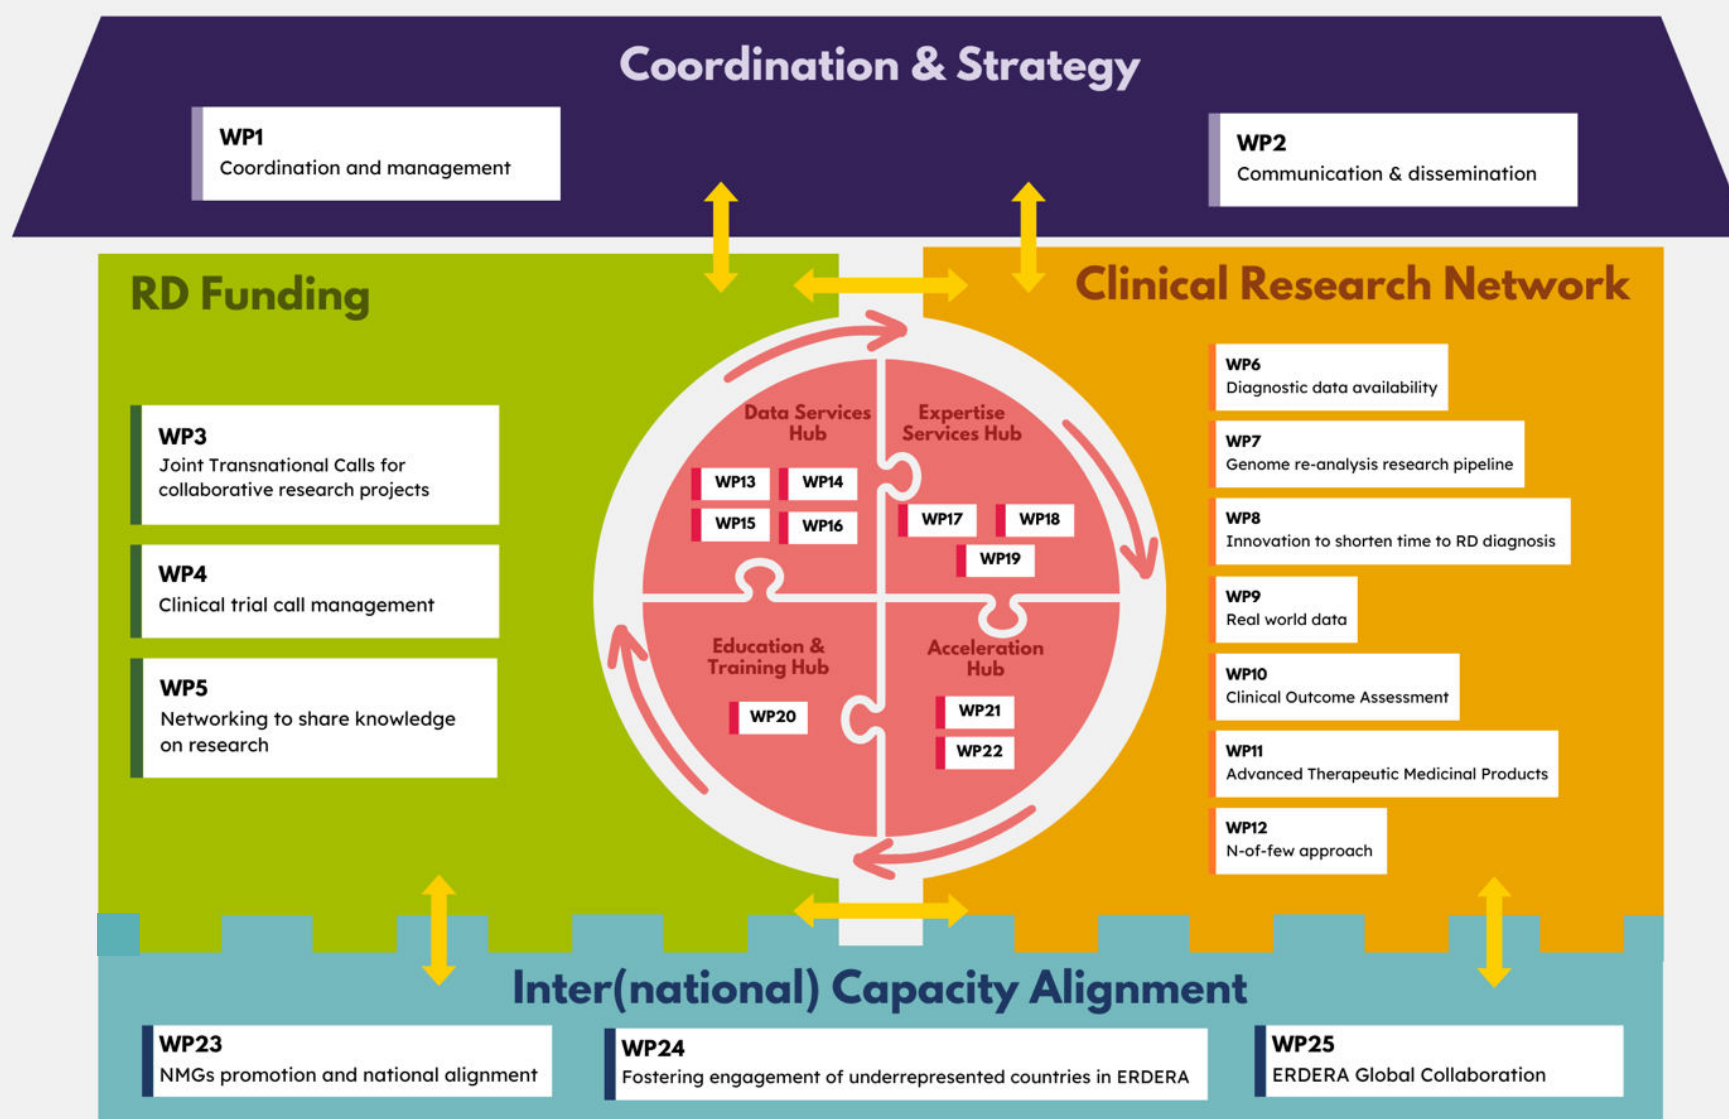 Coordination & Strategy
WP1
Coordination and management
WP2
Communication & dissemination
RD Funding
WP3
Joint Transnational Calls for
collaborative research projects
WP4
Clinical trial call management
WP5
Networking to share knowledge
on research
Data Services
Hub
WP13
WP14
WP15
WP16
Expertise
Services Hub
WP17
WP18
WP19
Education &
Training Hub
WP20
Acceleration
Hub
WP21
WP22
Clinical Research Network
WP6
Diagnostic data availability
WP7
Genome re-analysis research pipeline
WP8
Innovation to shorten time to RD diagnosis
WP9
Real world data
WP10
Clinical Outcome Assessment
WP11
Advanced Therapeutic Medicinal Products
WP12
N-of-few approach
Inter(national) Capacity Alignment
WP23
NMGs promotion and national alignment
WP24
Fostering engagement of underrepresented countries in ERDERA
WP25
ERDERA Global Collaboration